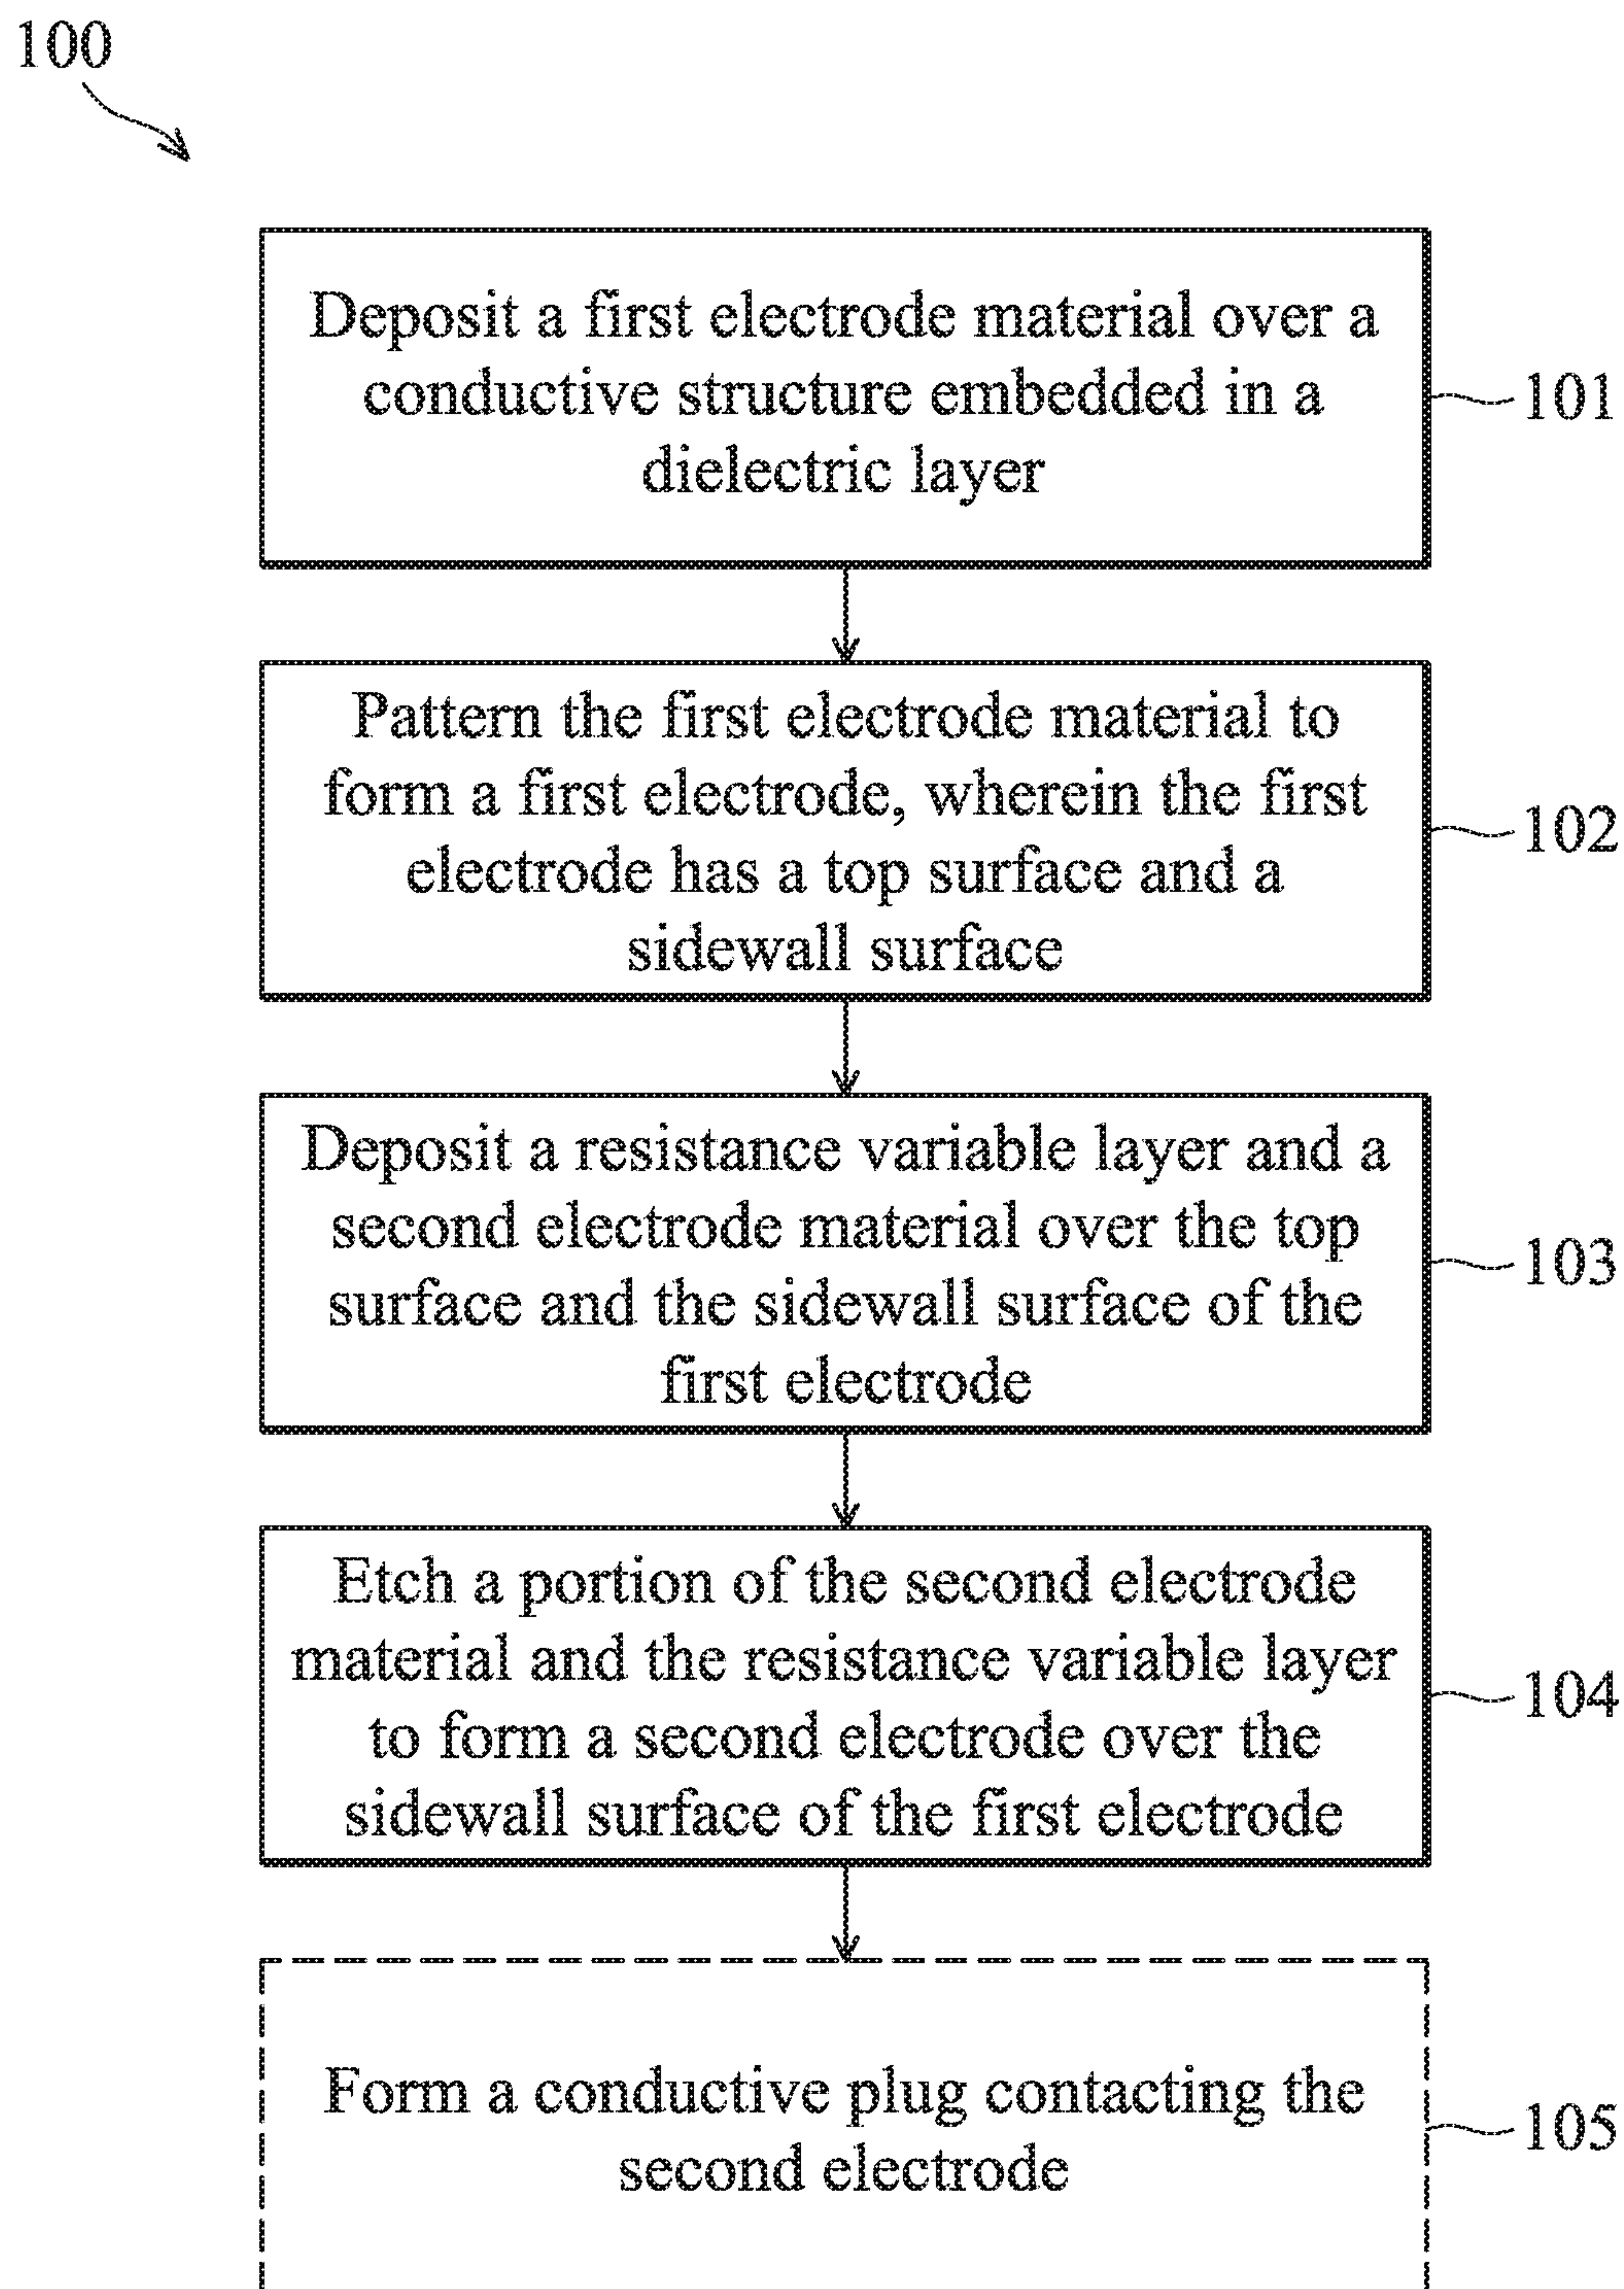 100
Deposit a first electrode material over a
conductive structure embedded in a
dielectric layer
101
Pattern the first electrode material to
form a first electrode, wherein the first
electrode has a top surface and a
sidewall surface
102
Deposit a resistance variable layer and a
second electrode material over the top
surface and the sidewall surface of the
first electrode
103
Etch a portion of the second electrode
material and the resistance variable layer
to form a second electrode over the
sidewall surface of the first electrode
104
Form a conductive plug contacting the
second electrode
105